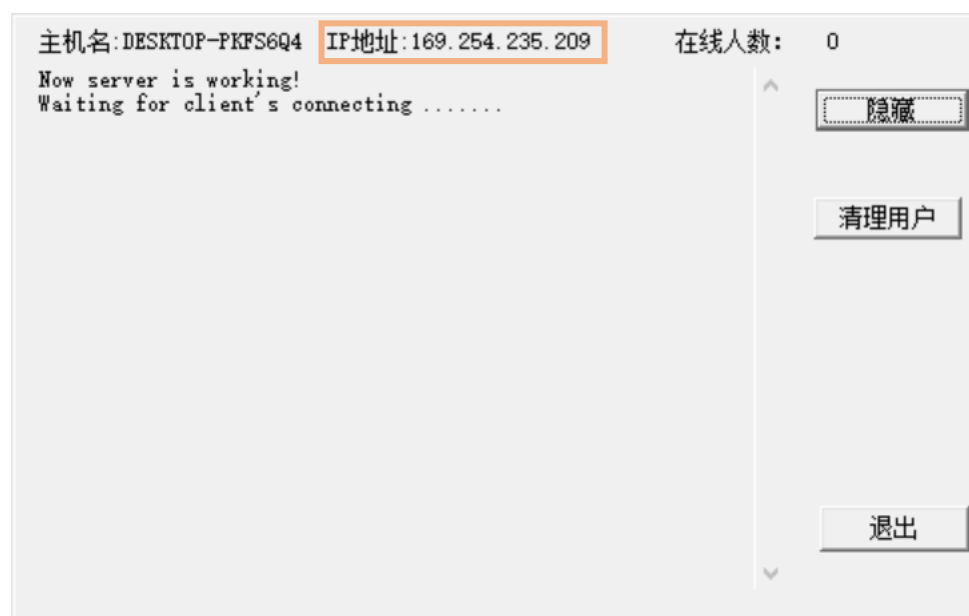 主机名:DESKTOP-PKFS6Q4 IP地址:169.254.235.209 在线人数: 0
Now server is working!
Waiting for client's connecting .......
隐藏
清理用户
退出